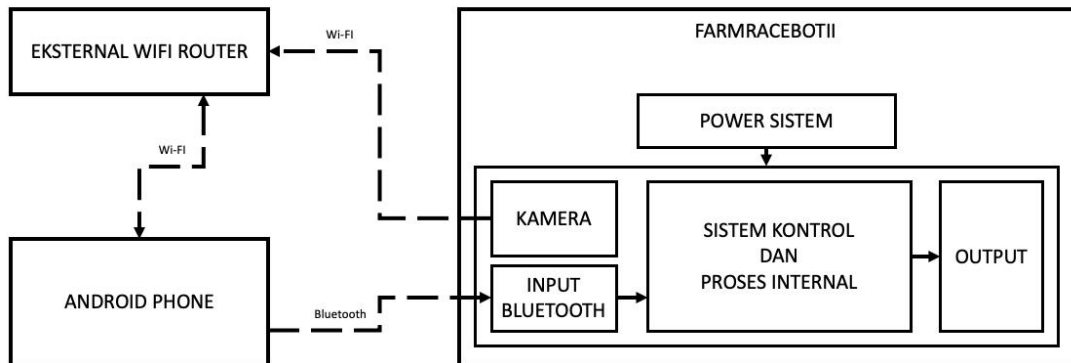 EKSTERNAL WIFI ROUTER
Wi-FI
FARMRACEBOTII
POWER SISTEM
Wi-FI
KAMERA
SISTEM KONTROL
DAN
PROSES INTERNAL
OUTPUT
ANDROID PHONE
Bluetooth
INPUT
BLUETOOTH